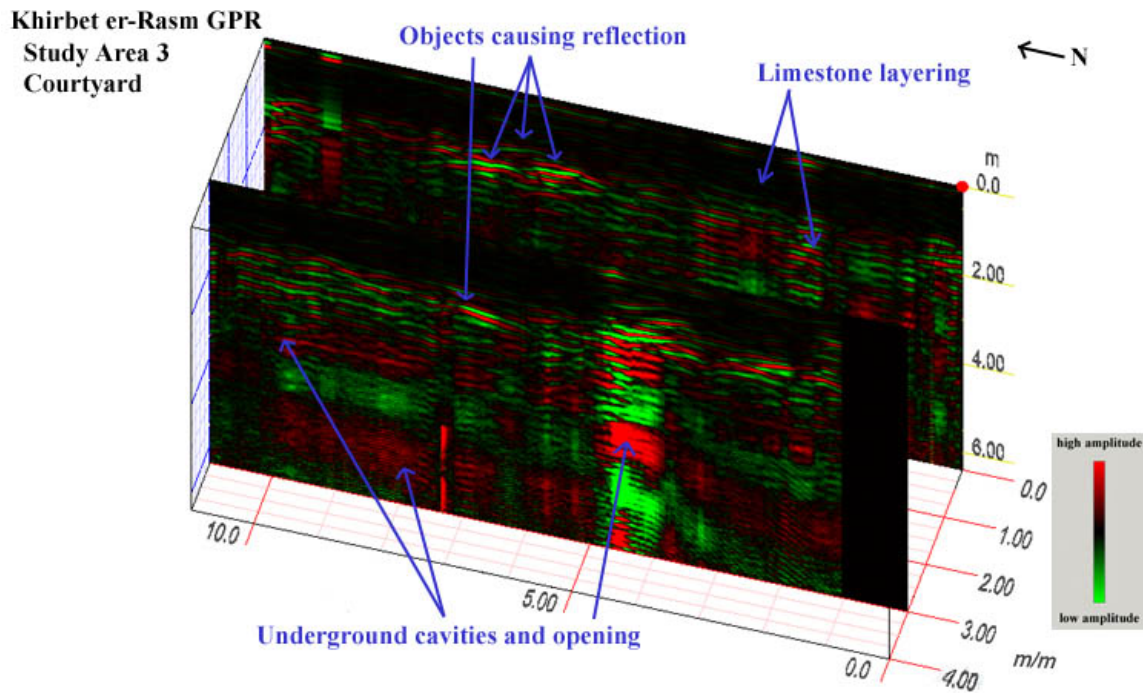 Khirbet er-Rasm GPR
Study Area 3
Courtyard
Objects causing reflection
Limestone layering
N
m
0.0
2.00
4.00
6.00
0.0
1.00
2.00
3.00
4.00
m/m
10.0
5.00
0.0
Underground cavities and opening
high amplitude
low amplitude